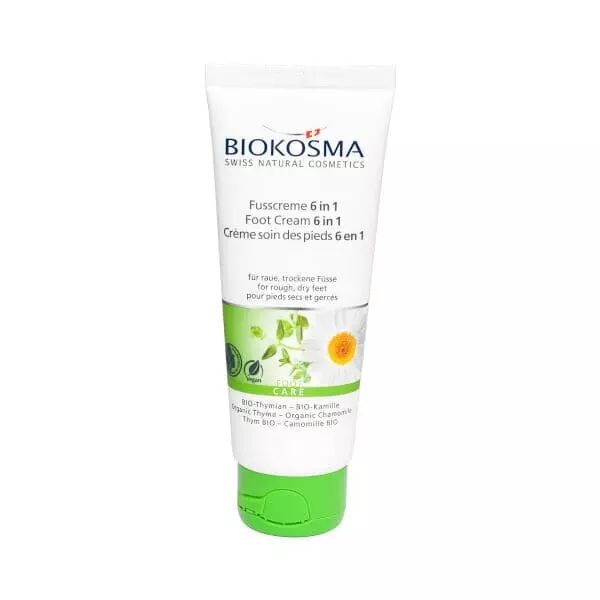 BIOKOSMA
SWISS NATURAL COSMETICS
Fusscreme 6 in 1
Foot Cream 6 in 1
Crème soin des pieds 6 en 1
für raue, trockene Füsse
for rough, dry feet
pour pieds secs et gercés
vegan
FOOT
CARE
BIO-Thymian – BIO-Kamille
Organic Thyme – Organic Chamomile
Thym BIO – Camomille BIO